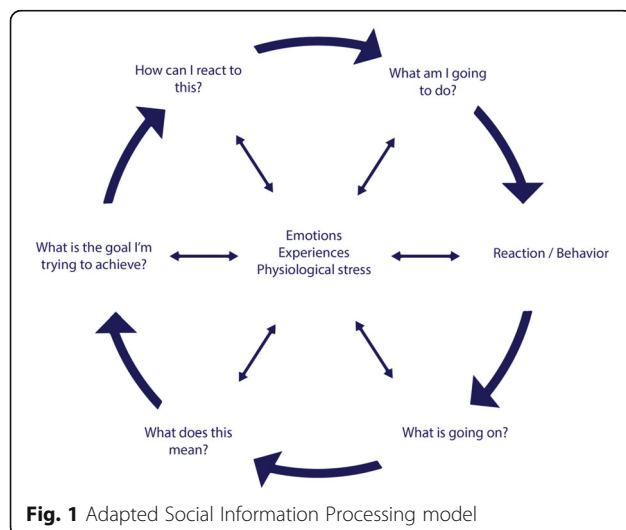 How can I react to
this?
What am I going
to do?
What is the goal I'm
trying to achieve?
Emotions
Experiences
Physiological stress
Reaction / Behavior
What does this
mean?
What is going on?
Fig. 1 Adapted Social Information Processing model